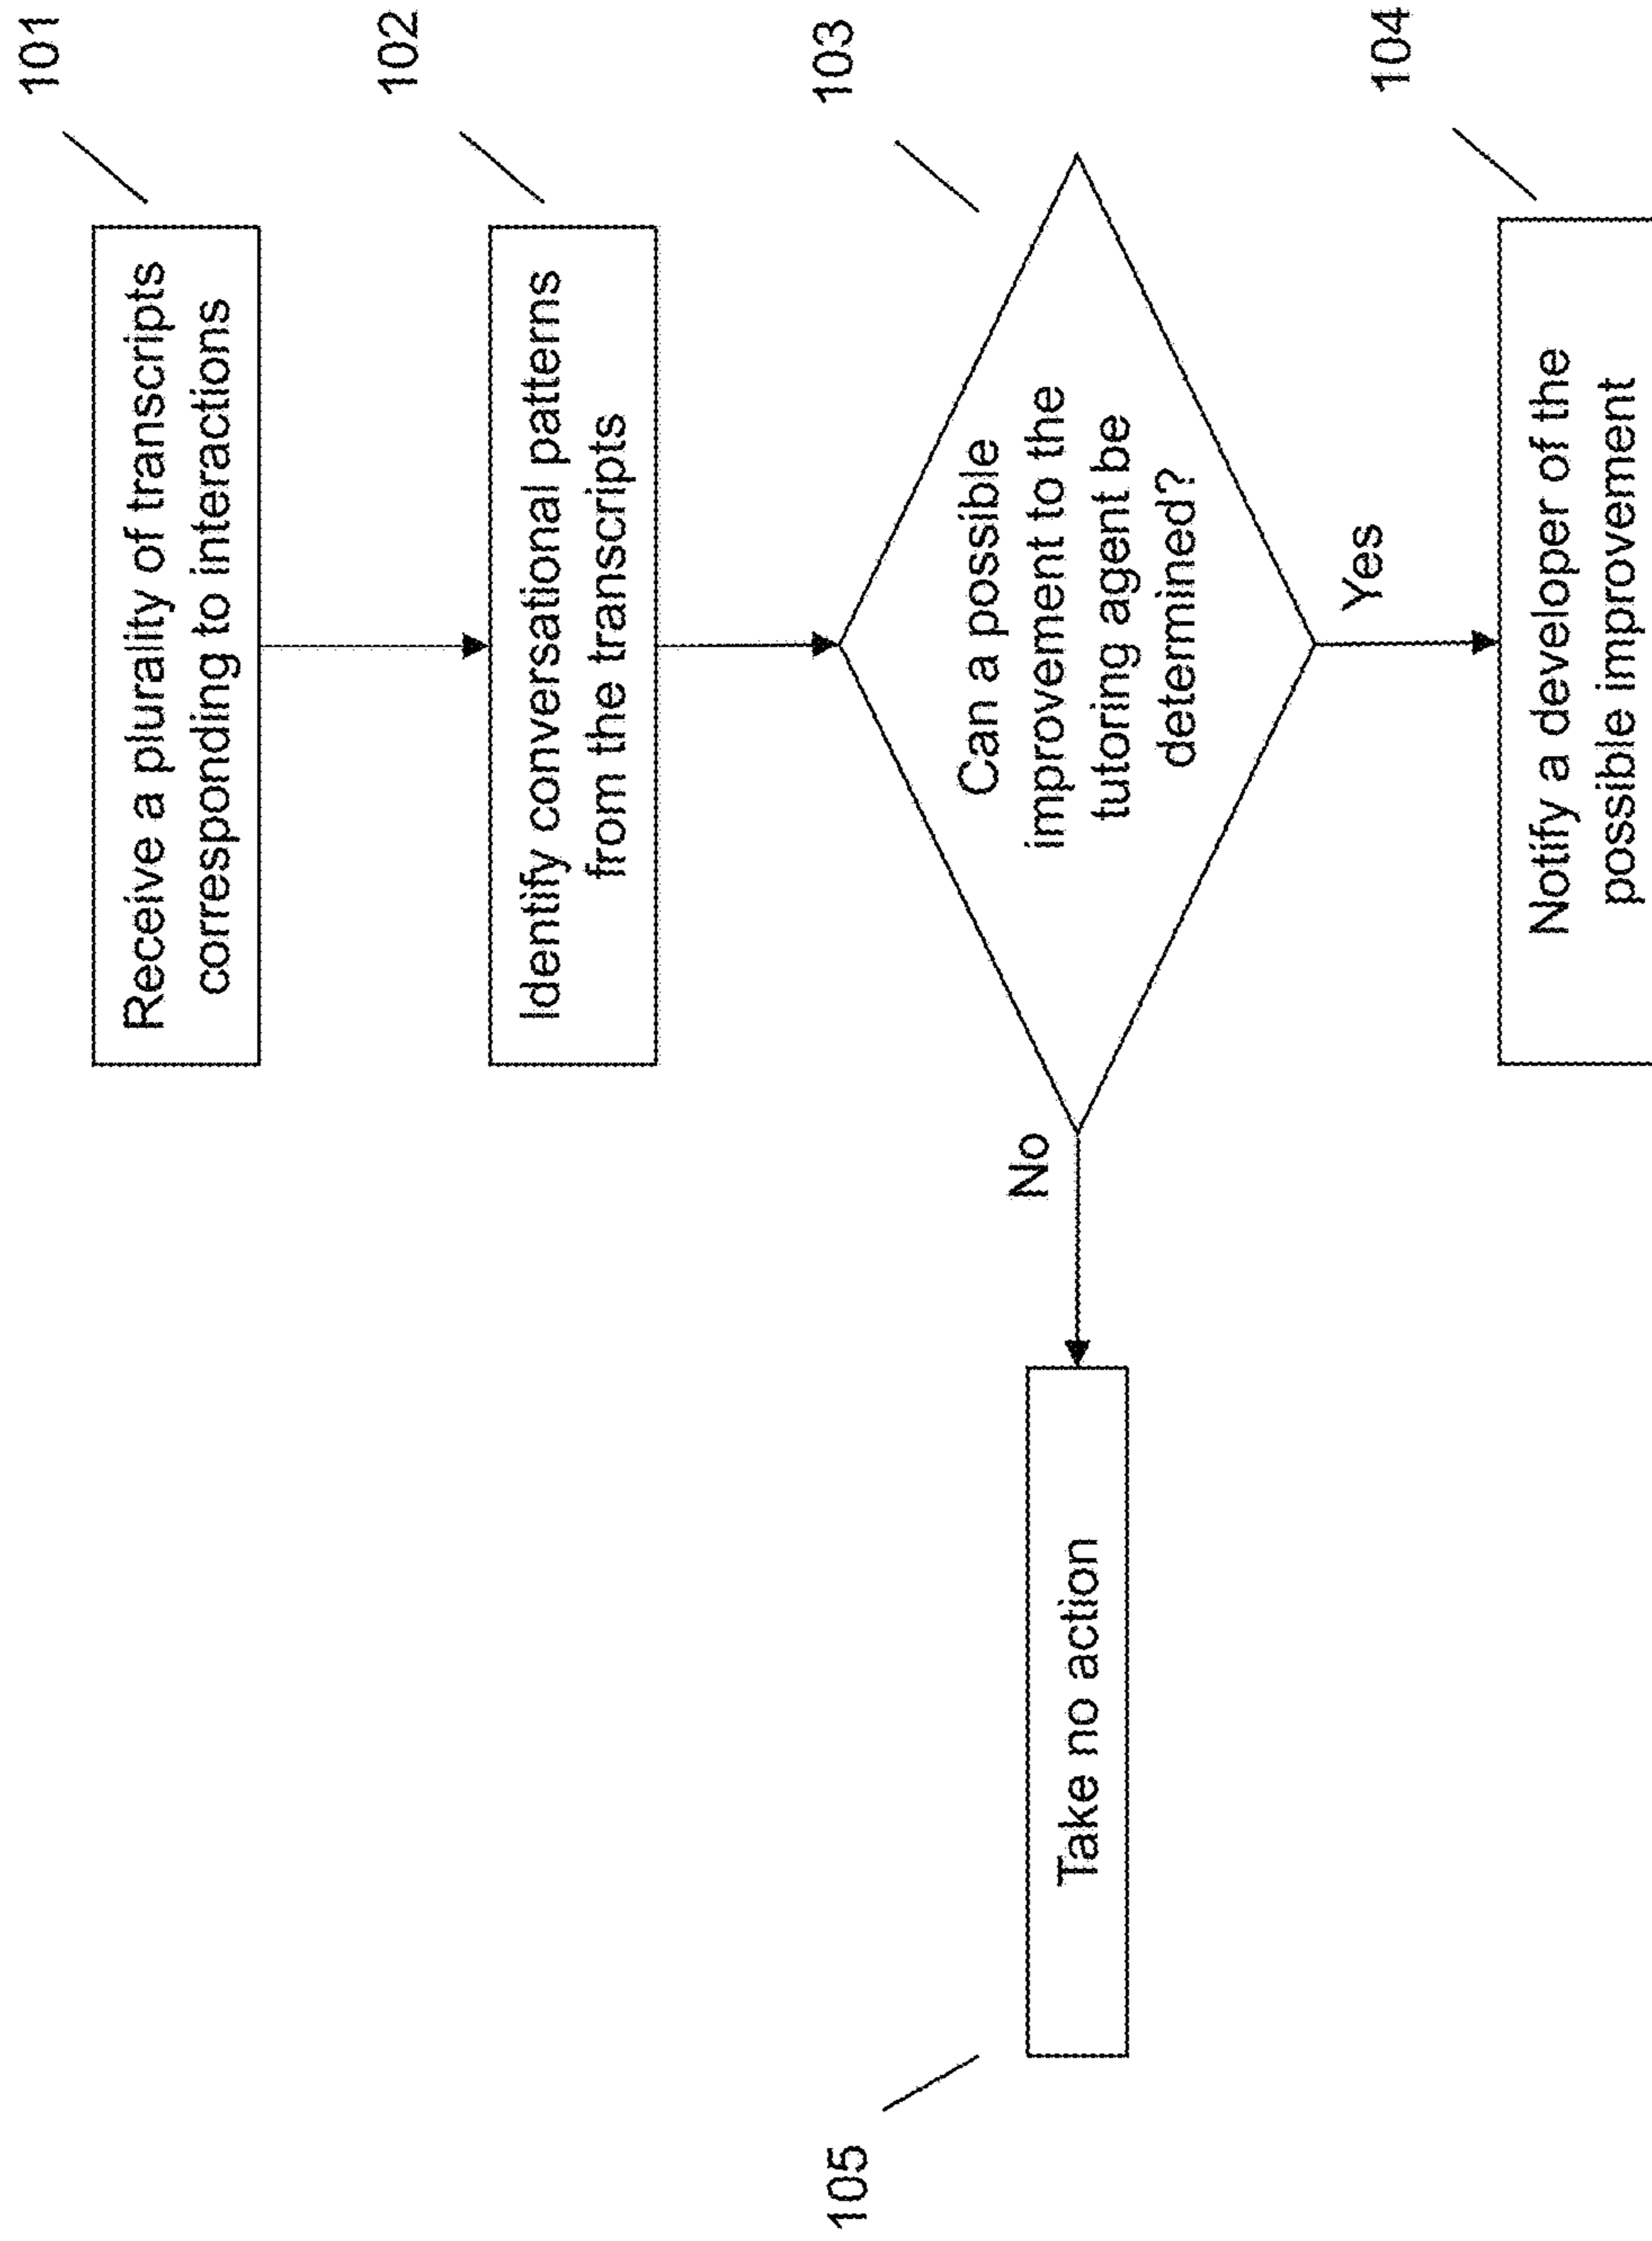 101
Receive a plurality of transcripts
corresponding to interactions
102
Identify conversational patterns
from the transcripts
103
Can a possible
improvement to the
tutoring agent be
determined?
No
Yes
105
Take no action
104
Notify a developer of the
possible improvement